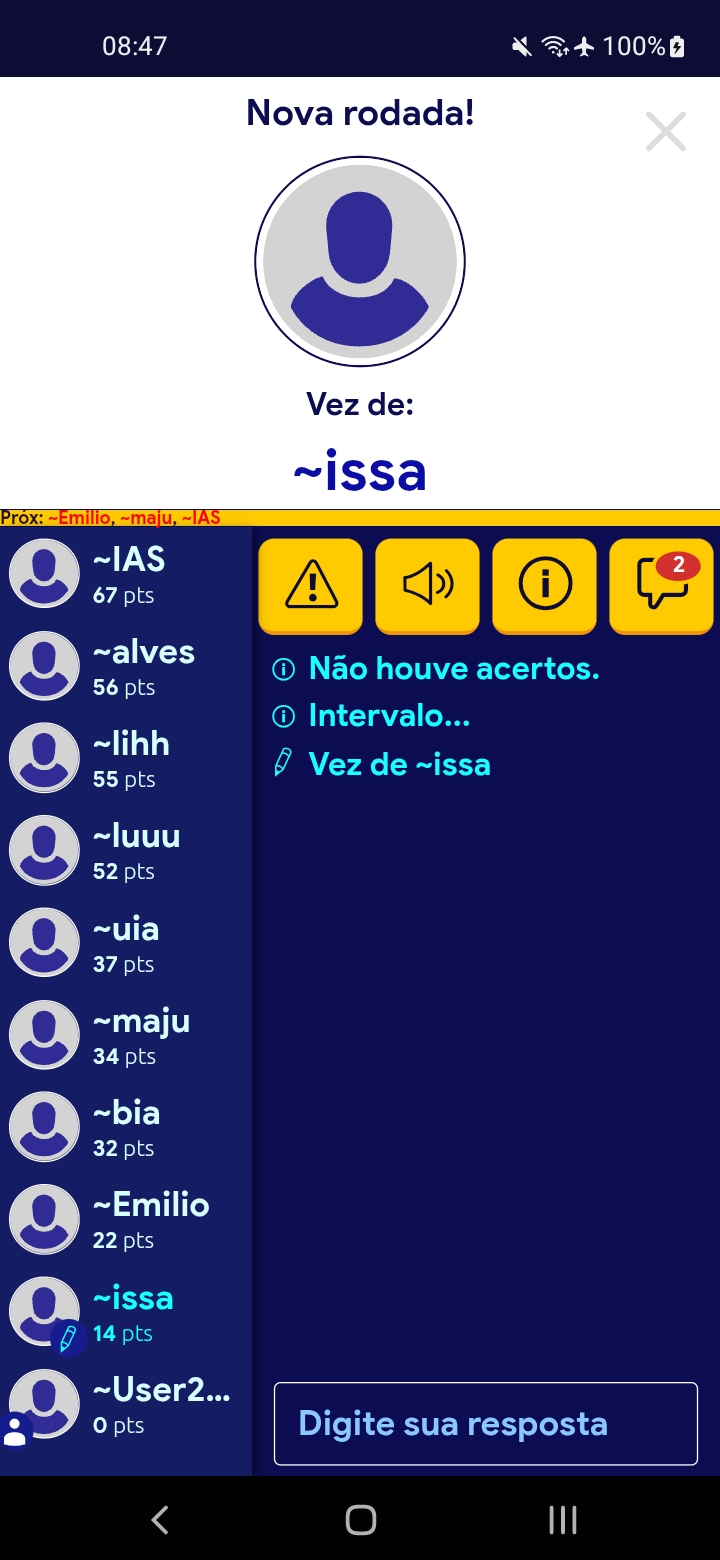 08:47
100%
Nova rodada!
Vez de:
~issa
Próx: ~Emilio, ~maju, ~IAS
~IAS
67 pts
~alves
56 pts
~lihh
55 pts
~luuu
52 pts
~uia
37 pts
~maju
34 pts
~bia
32 pts
~Emilio
22 pts
~issa
14 pts
~User2...
0 pts
2
Não houve acertos.
Intervalo...
Vez de ~issa
Digite sua resposta